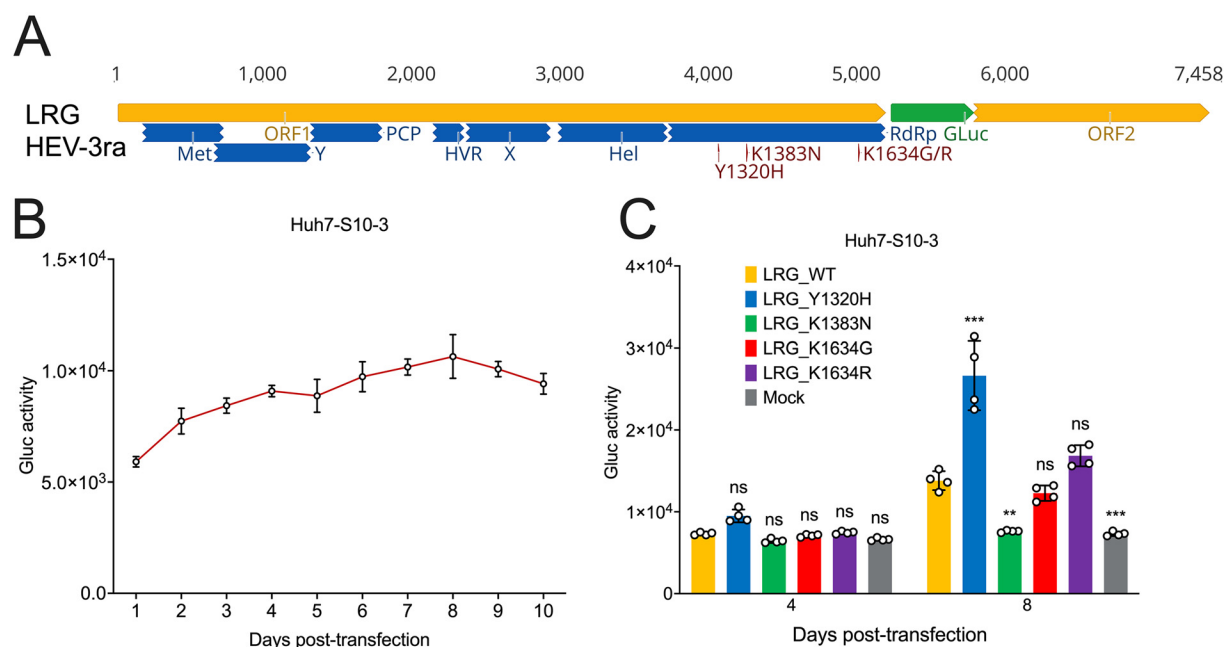 A
1 1,000 2,000 3,000 4,000 5,000 6,000 7,458
LRG
HEV-3ra
ORF1 PCP RdRp GLuc ORF2
Met Y HVR X Hel K1383N K1634G/R
Y1320H
B
Huh7-S10-3
1.5×10⁴
1.0×10⁴
5.0×10³
0.0
Gluc activity
1 2 3 4 5 6 7 8 9 10
Days post-transfection
C
Huh7-S10-3
4×10⁴
3×10⁴
2×10⁴
1×10⁴
0
Gluc activity
LRG_WT
LRG_Y1320H
LRG_K1383N
LRG_K1634G
LRG_K1634R
Mock
ns ns ns ns ns
*** ** ns ns ***
4 8
Days post-transfection